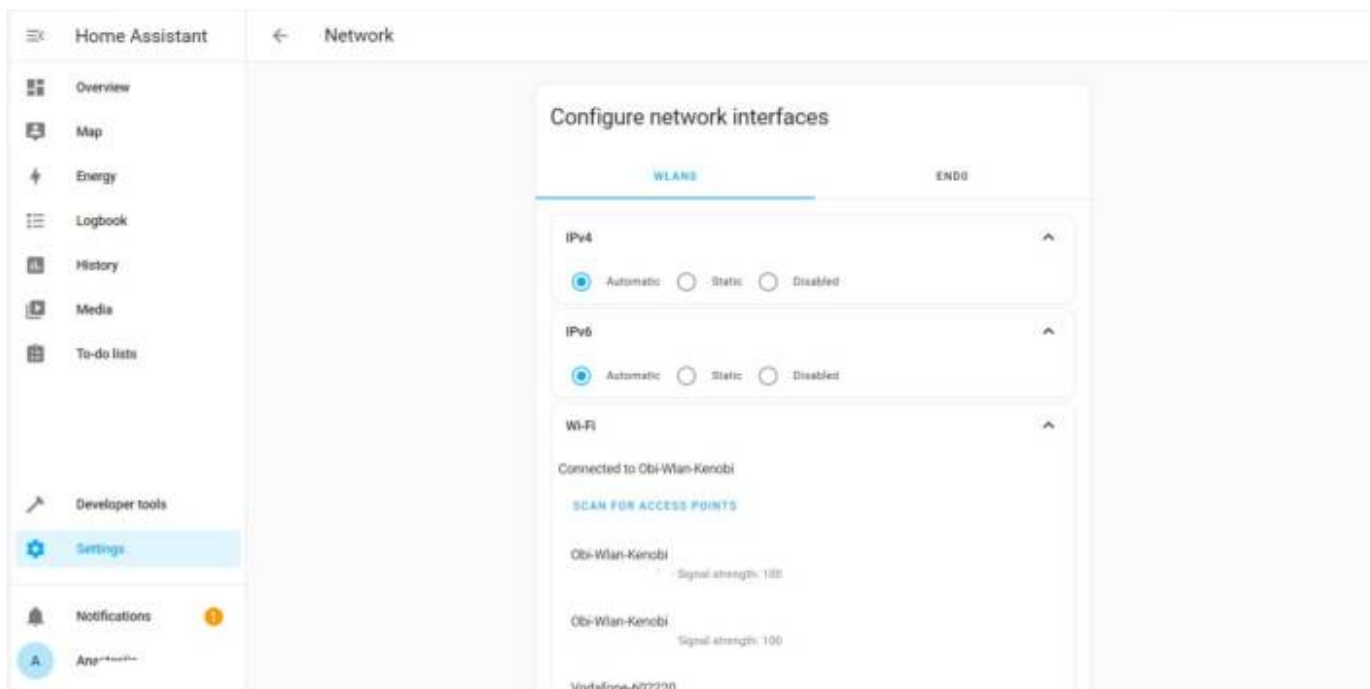 Home Assistant
Network
Overview
Map
Energy
Logbook
History
Media
To-do lists
Developer tools
Settings
Notifications
A
Configure network interfaces
WLAN0
END0
IPv4
Automatic Static Disabled
IPv6
Automatic Static Disabled
Wi-Fi
Connected to Obi-Wlan-Kenobi
SCAN FOR ACCESS POINTS
Obi-Wlan-Kenobi
Signal strength: 100
Obi-Wlan-Kenobi
Signal strength: 100
Vodafone-602220